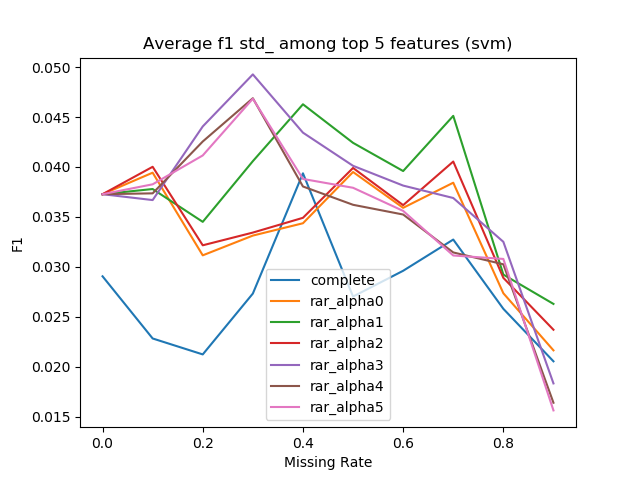 Average f1 std_ among top 5 features (svm)
0.050
0.045
0.040
0.035
0.030
0.025
0.020
0.015
F1
complete
rar_alpha0
rar_alpha1
rar_alpha2
rar_alpha3
rar_alpha4
rar_alpha5
0.0 0.2 0.4 0.6 0.8
Missing Rate